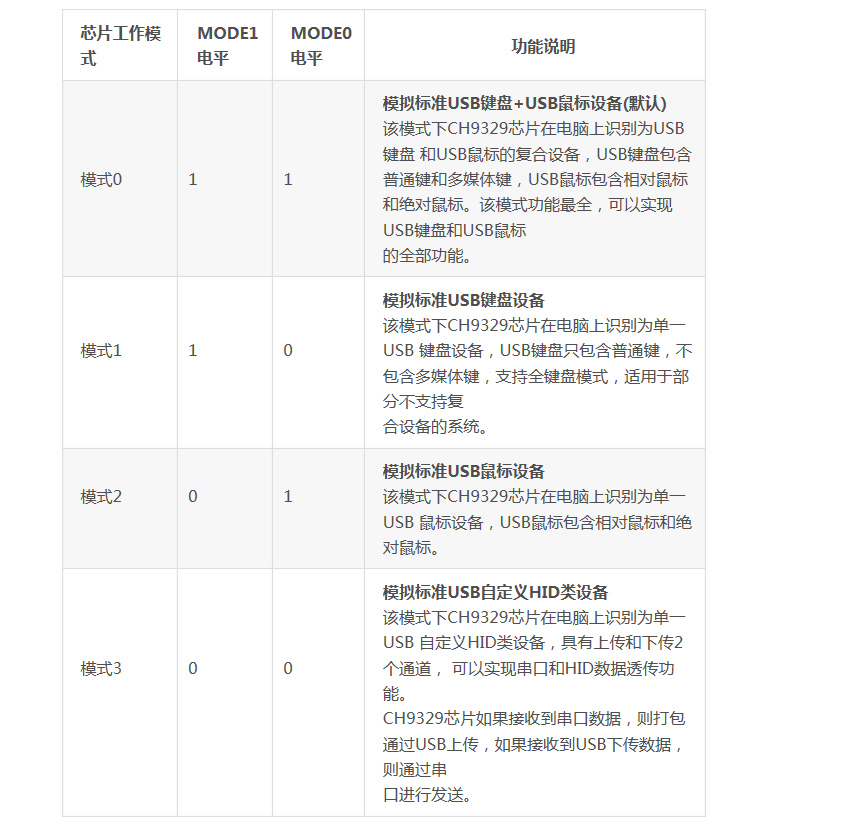 芯片工作模
式
MODE1
电平
MODE0
电平
功能说明
模式0
1
1
模拟标准USB键盘+USB鼠标设备(默认)
该模式下CH9329芯片在电脑上识别为USB
键盘 和USB鼠标的复合设备，USB键盘包含
普通键和多媒体键，USB鼠标包含相对鼠标
和绝对鼠标。该模式功能最全，可以实现
USB键盘和USB鼠标
的全部功能。
模式1
1
0
模拟标准USB键盘设备
该模式下CH9329芯片在电脑上识别为单一
USB 键盘设备，USB键盘只包含普通键，不
包含多媒体键，支持全键盘模式，适用于部
分不支持复
合设备的系统。
模式2
0
1
模拟标准USB鼠标设备
该模式下CH9329芯片在电脑上识别为单一
USB 鼠标设备，USB鼠标包含相对鼠标和绝
对鼠标。
模式3
0
0
模拟标准USB自定义HID类设备
该模式下CH9329芯片在电脑上识别为单一
USB 自定义HID类设备，具有上传和下传2
个通道， 可以实现串口和HID数据透传功
能。
CH9329芯片如果接收到串口数据，则打包
通过USB上传，如果接收到USB下传数据，
则通过串
口进行发送。